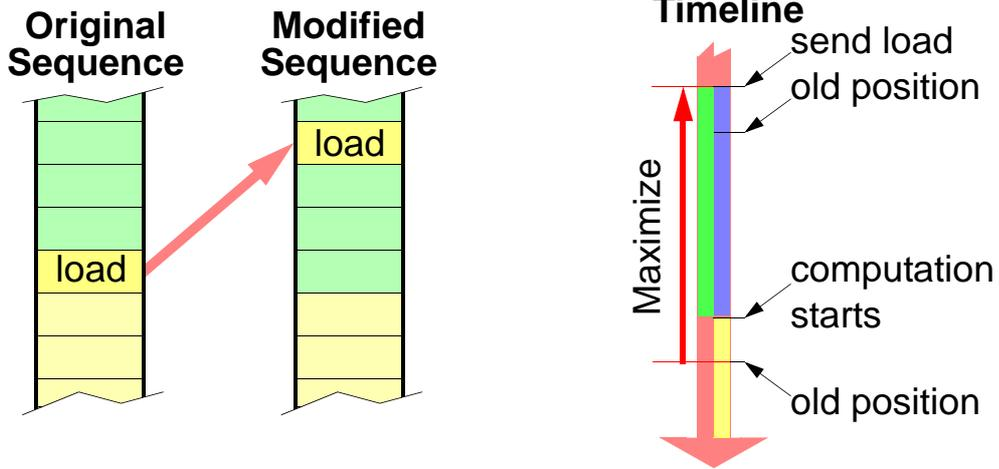 Original
Sequence
Modified
Sequence
load
load
Timeline
send load
old position
Maximize
computation
starts
old position